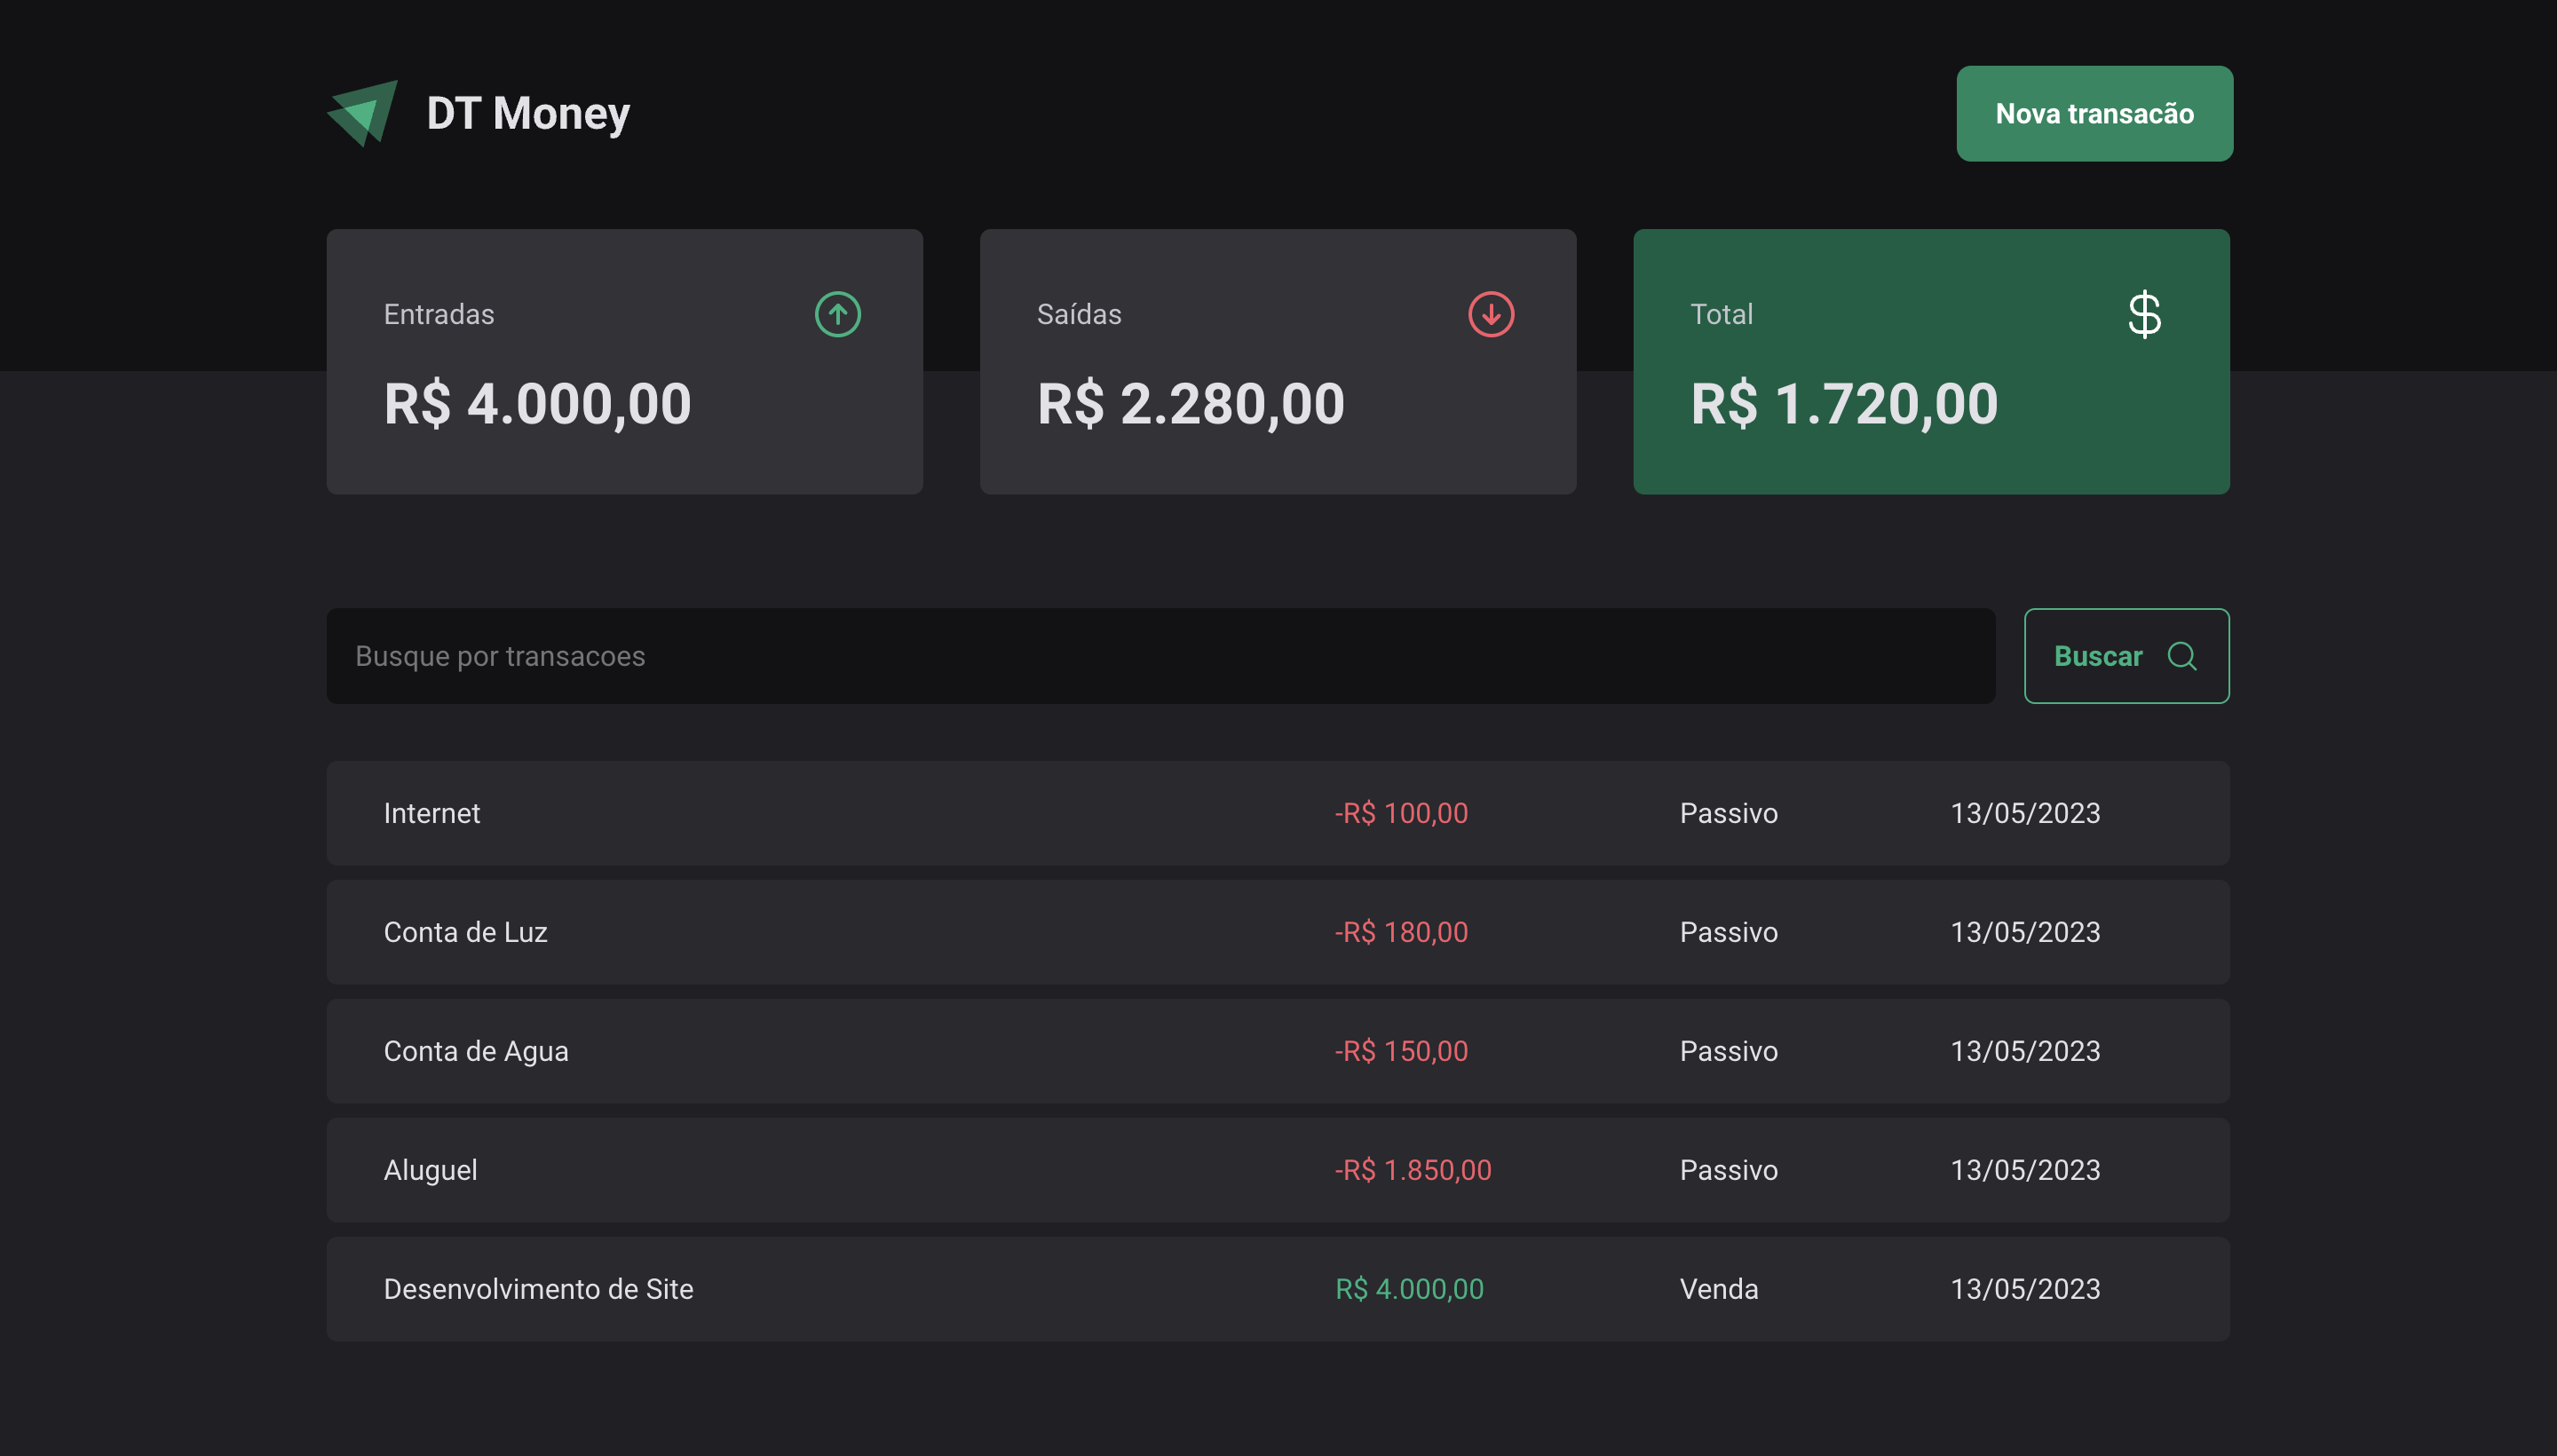 DT Money
Nova transacão
Entradas
R$ 4.000,00
Saídas
R$ 2.280,00
Total
$
R$ 1.720,00
Busque por transacoes
Buscar
Internet -R$ 100,00 Passivo 13/05/2023
Conta de Luz -R$ 180,00 Passivo 13/05/2023
Conta de Agua -R$ 150,00 Passivo 13/05/2023
Aluguel -R$ 1.850,00 Passivo 13/05/2023
Desenvolvimento de Site R$ 4.000,00 Venda 13/05/2023